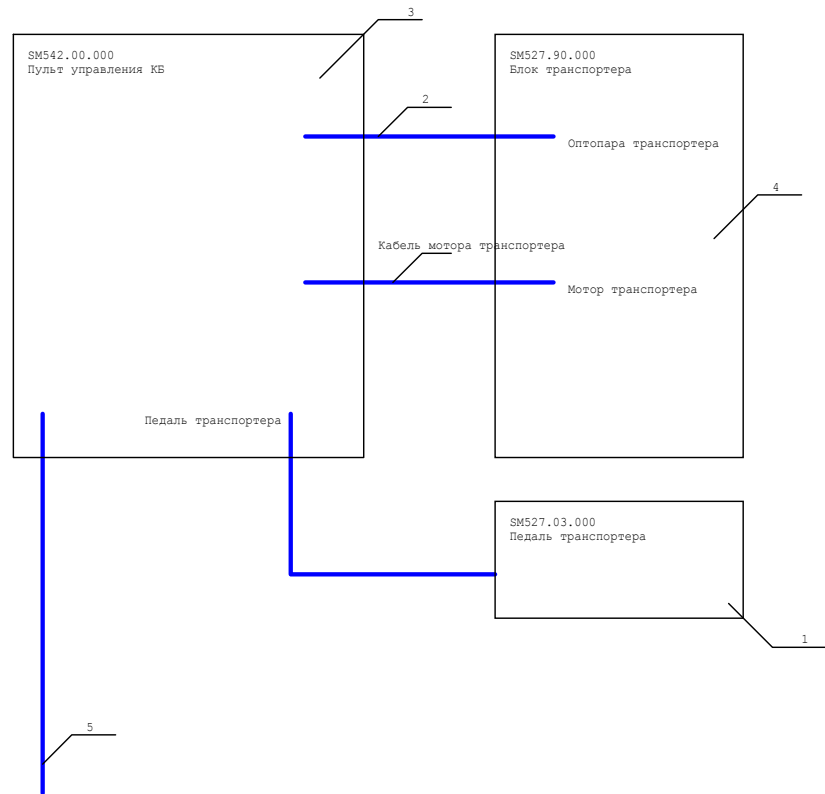 3
SM542.00.000
Пульт управления КБ
SM527.90.000
Блок транспортера
2
Оптопара транспортера
4
Кабель мотора транспортера
Мотор транспортера
Педаль транспортера
SM527.03.000
Педаль транспортера
1
5